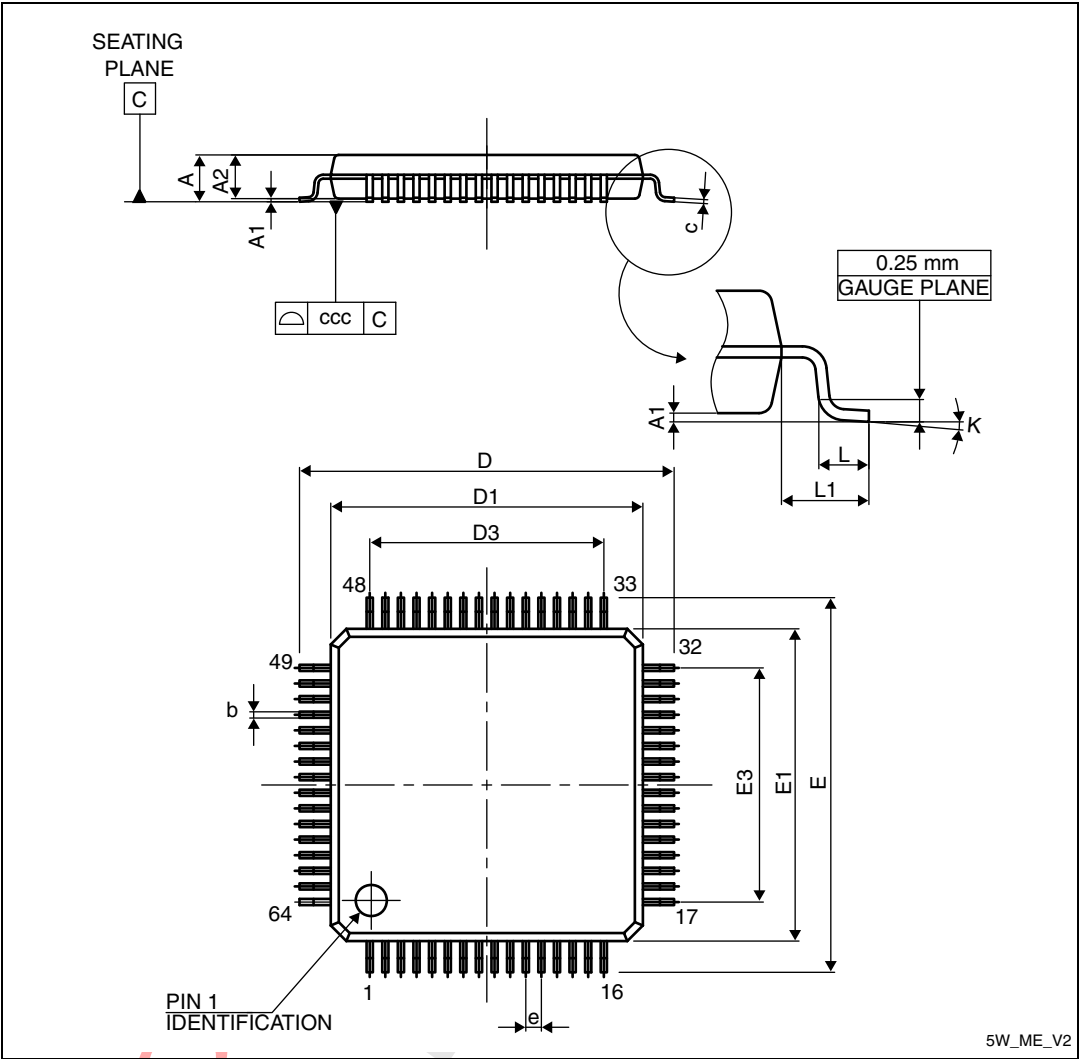 SEATING
PLANE
C
A
A2
A1
c
ccc C
0.25 mm
GAUGE PLANE
A1
K
L
L1
D
D1
D3
48
33
49
32
b
E3
E1
E
64
17
1
16
e
PIN 1
IDENTIFICATION
5W_ME_V2